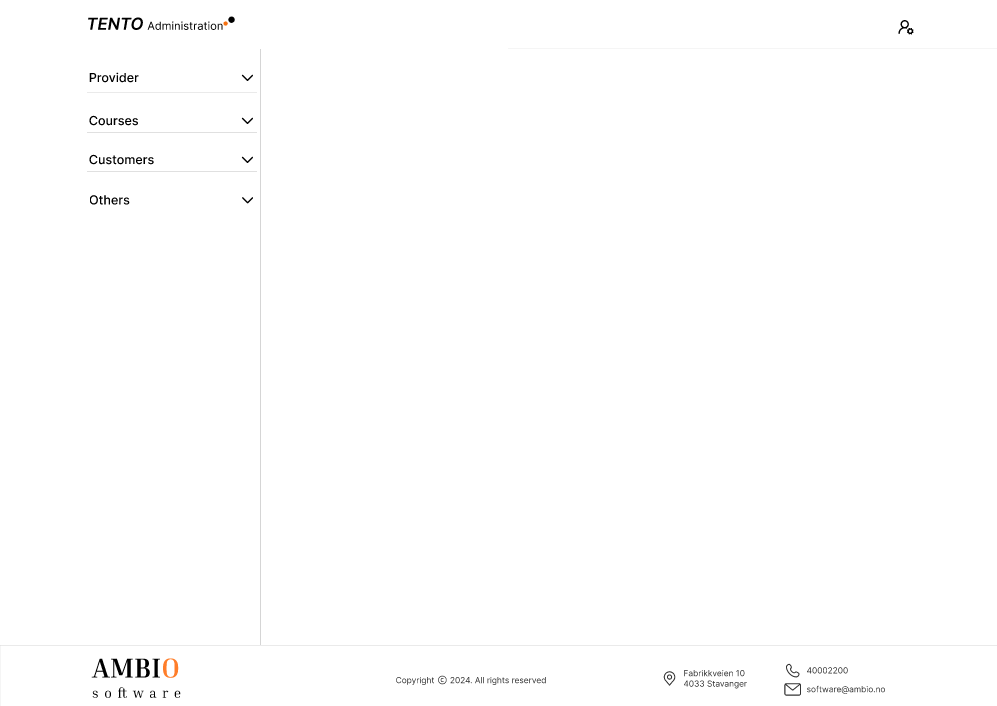 TENTO Administration
Provider
Courses
Customers
Others
AMBIO
software
Copyright © 2024. All rights reserved
Fabrikkveien 10
4033 Stavanger
40002200
software@ambio.no